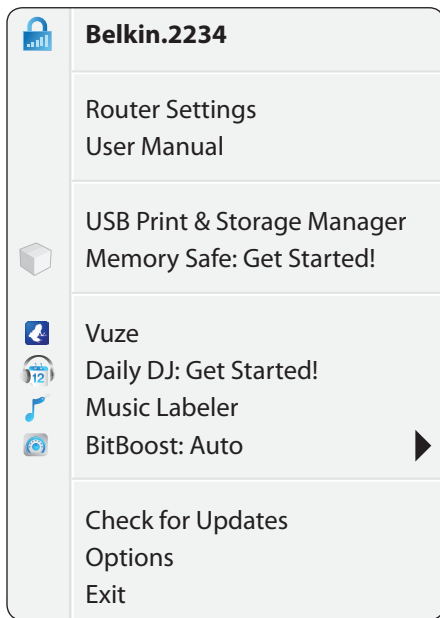 Belkin.2234
Router Settings
User Manual
USB Print & Storage Manager
Memory Safe: Get Started!
Vuze
12
Daily DJ: Get Started!
Music Labeler
BitBoost: Auto
Check for Updates
Options
Exit